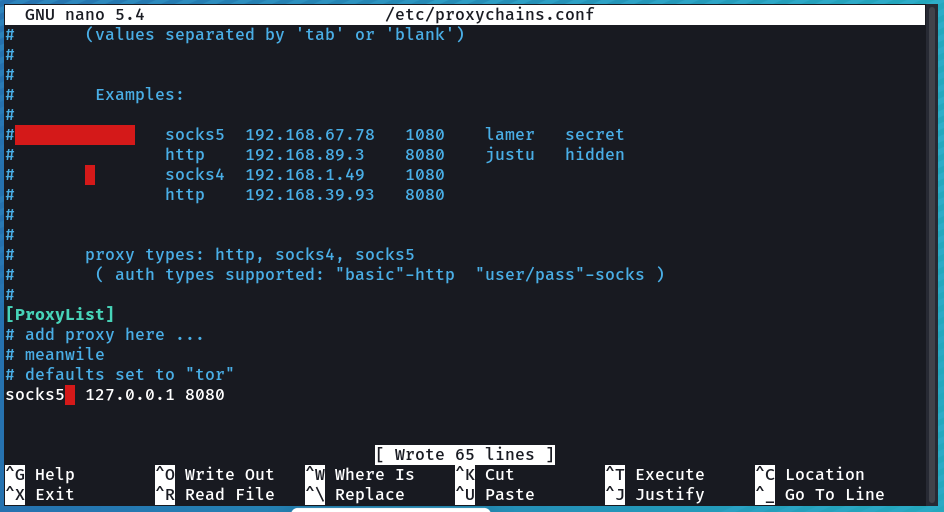 GNU nano 5.4 /etc/proxychains.conf
# (values separated by 'tab' or 'blank')
#
#
# Examples:
#
# socks5 192.168.67.78 1080 lamer secret
# http 192.168.89.3 8080 justu hidden
# socks4 192.168.1.49 1080
# http 192.168.39.93 8080
#
#
# proxy types: http, socks4, socks5
# ( auth types supported: "basic"-http "user/pass"-socks )
#
[ProxyList]
# add proxy here ...
# meanwile
# defaults set to "tor"
socks5 127.0.0.1 8080
[ Wrote 65 lines ]
^G Help ^O Write Out ^W Where Is ^K Cut ^T Execute ^C Location
^X Exit ^R Read File ^\ Replace ^U Paste ^J Justify ^_ Go To Line